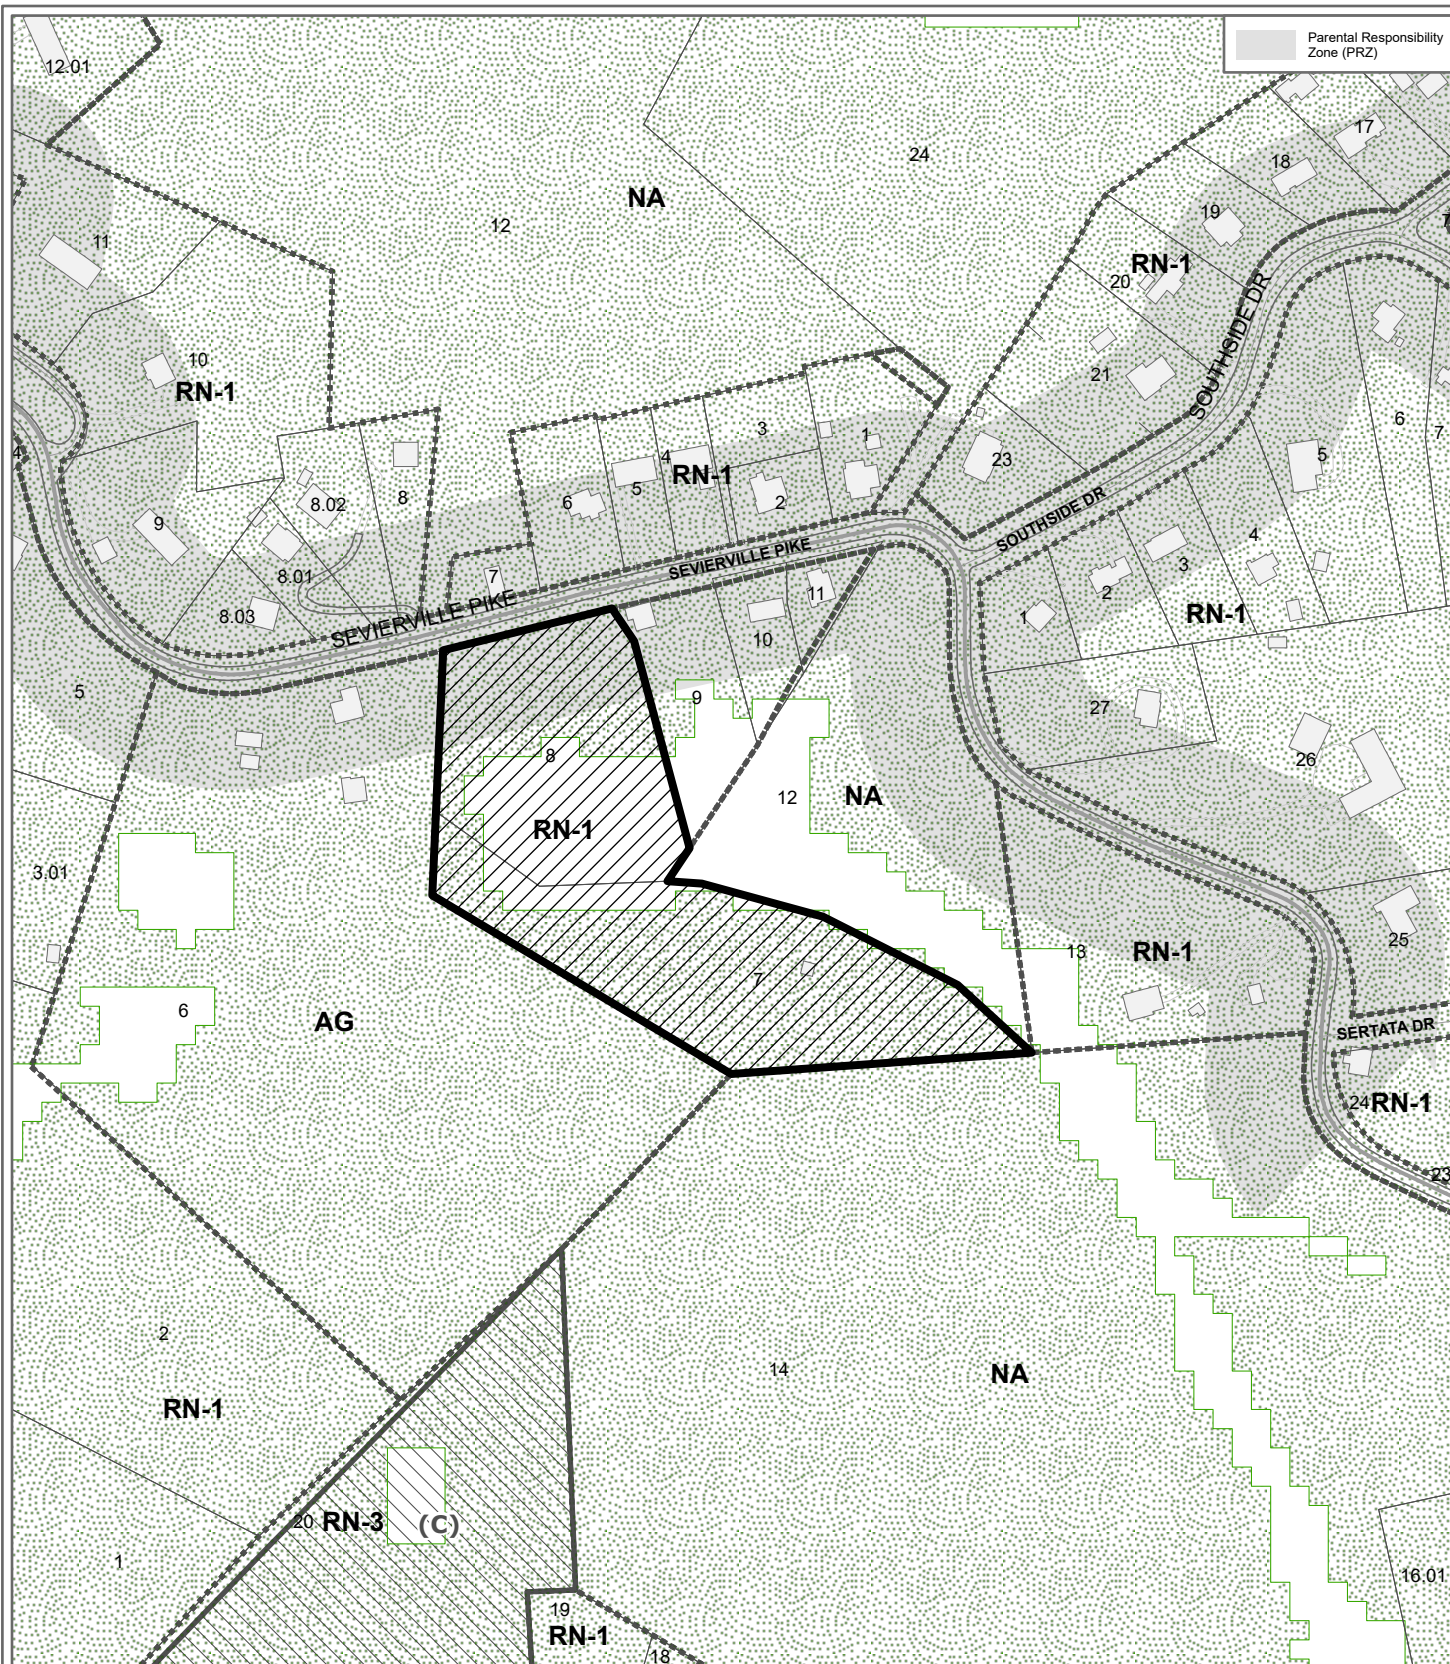 Parental Responsibility
Zone (PRZ)
12.01
17
24
18
NA
12
19
11
RN-1
20
7
10
RN-1
21
SOUTHSIDE DR
6
3
1
7
4
RN-1
23
5
4
5
8
8.02
6
2
9
SOUTHSIDE DR
4
SEVIERVILLE PIKE
3
7
8.01
11
2
8.03
SEVIERVILLE PIKE
1
RN-1
10
5
9
27
8
26
12
NA
RN-1
3.01
25
13
RN-1
7
6
AG
SERTATA DR
24
RN-1
23
2
14
NA
RN-1
20
RN-3
(C)
1
16.01
19
RN-1
18